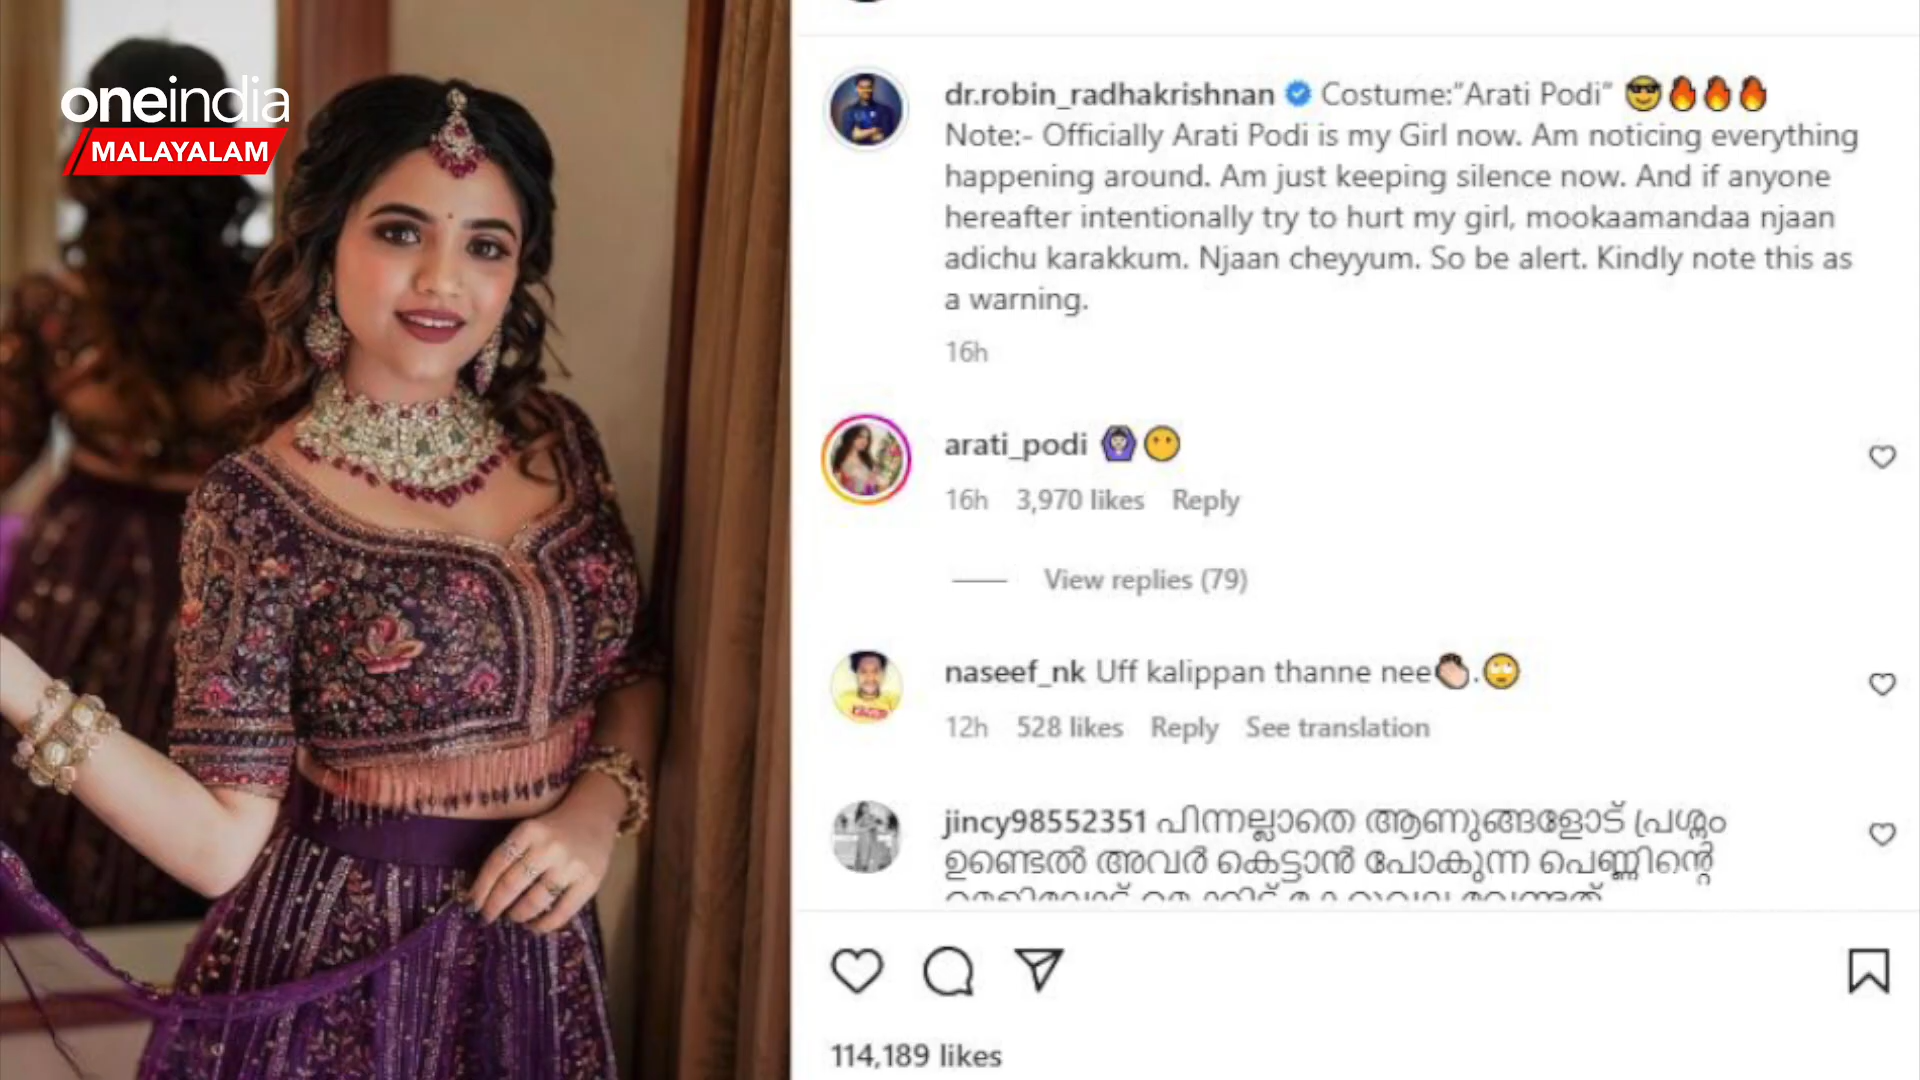 oneindia
MALAYALAM
dr.robin_radhakrishnan Costume:"Arati Podi" 😎🔥🔥🔥
Note:- Officially Arati Podi is my Girl now. Am noticing everything
happening around. Am just keeping silence now. And if anyone
hereafter intentionally try to hurt my girl, mookaamandaa njaan
adichu karakkum. Njaan cheyyum. So be alert. Kindly note this as
a warning.
16h
arati_podi 🙆🏻‍♀️😶
16h 3,970 likes Reply
View replies (79)
naseef_nk Uff kalippan thanne nee👏🏻.🙄
12h 528 likes Reply See translation
jincy98552351 പിന്നല്ലാതെ ആണുങ്ങളോട് പ്രശ്നം
ഉണ്ടെൽ അവർ കെട്ടാൻ പോകുന്ന പെണ്ണിന്റെ
114,189 likes